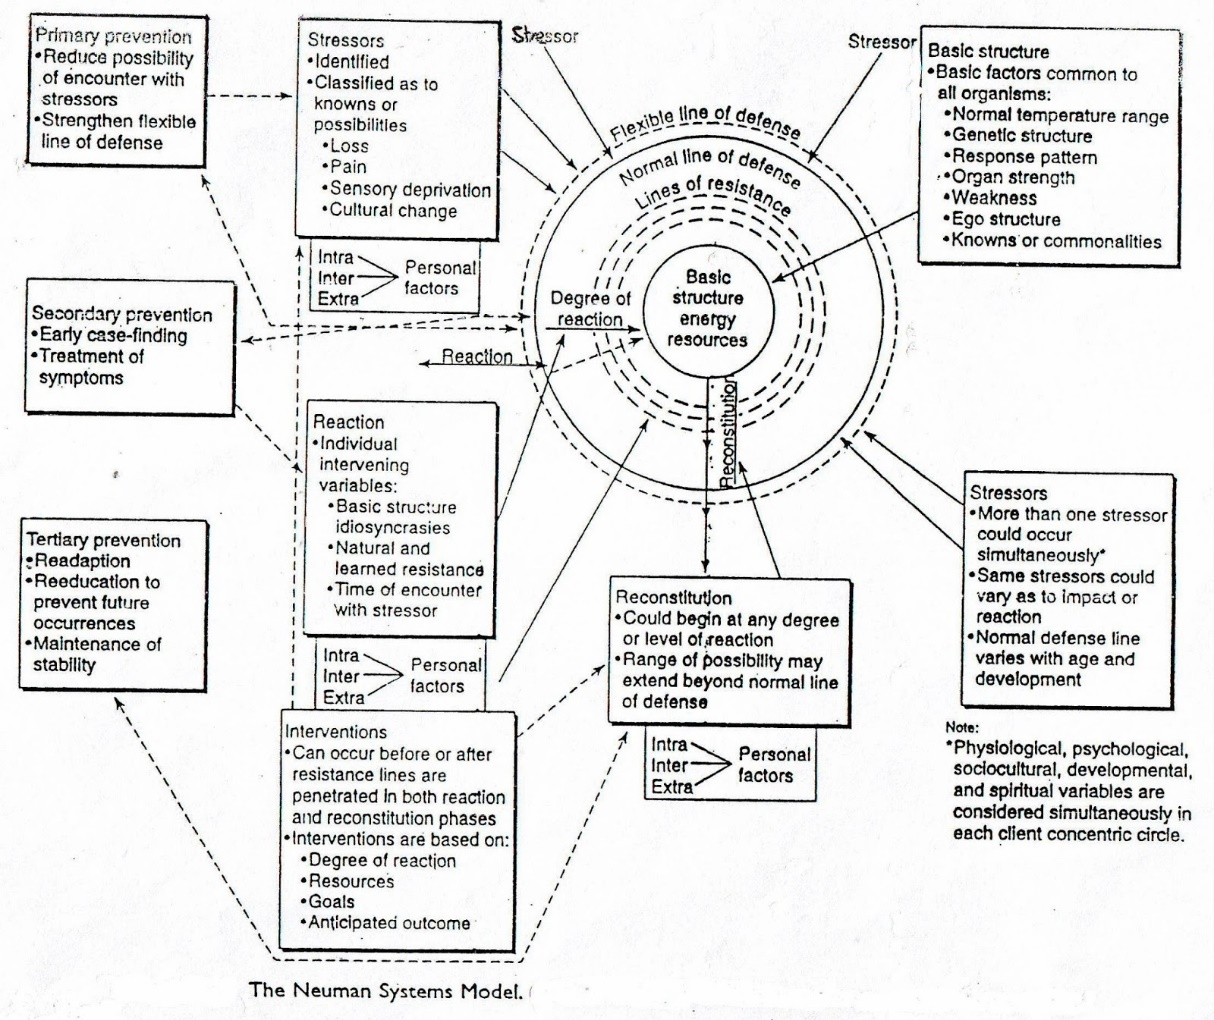 Primary prevention
•Reduce possibility
of encounter with
stressors
•Strengthen flexible
line of defense
Stressors
•Identified
•Classified as to
knowns or
possibilities
•Loss
•Pain
•Sensory deprivation
•Cultural change
Intra
Inter
Extra
Personal
factors
Stressor
Stressor
Basic structure
•Basic factors common to
all organisms:
•Normal temperature range
•Genetic structure
•Response pattern
•Organ strength
•Weakness
•Ego structure
•Knowns or commonalities
Flexible line of defense
Normal line of defense
Lines of resistance
Basic
structure
energy
resources
Degree of
reaction
Reaction
Reconstitution
Secondary prevention
•Early case-finding
•Treatment of
symptoms
Reaction
•Individual
intervening
variables:
•Basic structure
idiosyncrasies
•Natural and
learned resistance
•Time of encounter
with stressor
Intra
Inter
Extra
Personal
factors
Tertiary prevention
•Readaption
•Reeducation to
prevent future
occurrences
•Maintenance of
stability
Interventions
•Can occur before or after
resistance lines are
penetrated in both reaction
and reconstitution phases
•Interventions are based on:
•Degree of reaction
•Resources
•Goals
•Anticipated outcome
Reconstitution
•Could begin at any degree
or level of reaction
•Range of possibility may
extend beyond normal line
of defense
Intra
Inter
Extra
Personal
factors
Stressors
•More than one stressor
could occur
simultaneously*
•Same stressors could
vary as to impact or
reaction
•Normal defense line
varies with age and
development
Note:
*Physiological, psychological,
sociocultural, developmental,
and spiritual variables are
considered simultaneously in
each client concentric circle.
The Neuman Systems Model.